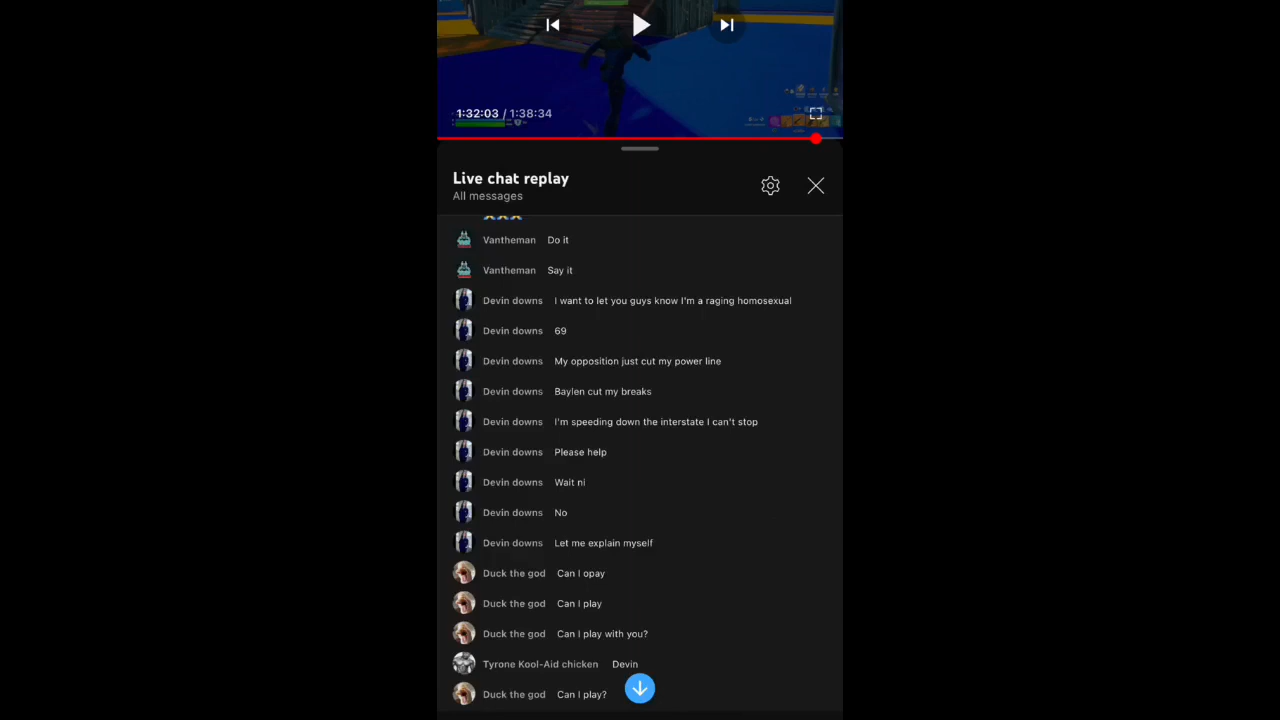 1:32:03 / 1:38:34
Live chat replay
All messages
Vantheman Do it
Vantheman Say it
Devin downs I want to let you guys know I'm a raging homosexual
Devin downs 69
Devin downs My opposition just cut my power line
Devin downs Baylen cut my breaks
Devin downs I'm speeding down the interstate I can't stop
Devin downs Please help
Devin downs Wait ni
Devin downs No
Devin downs Let me explain myself
Duck the god Can I opay
Duck the god Can I play
Duck the god Can I play with you?
Tyrone Kool-Aid chicken Devin
Duck the god Can I play?